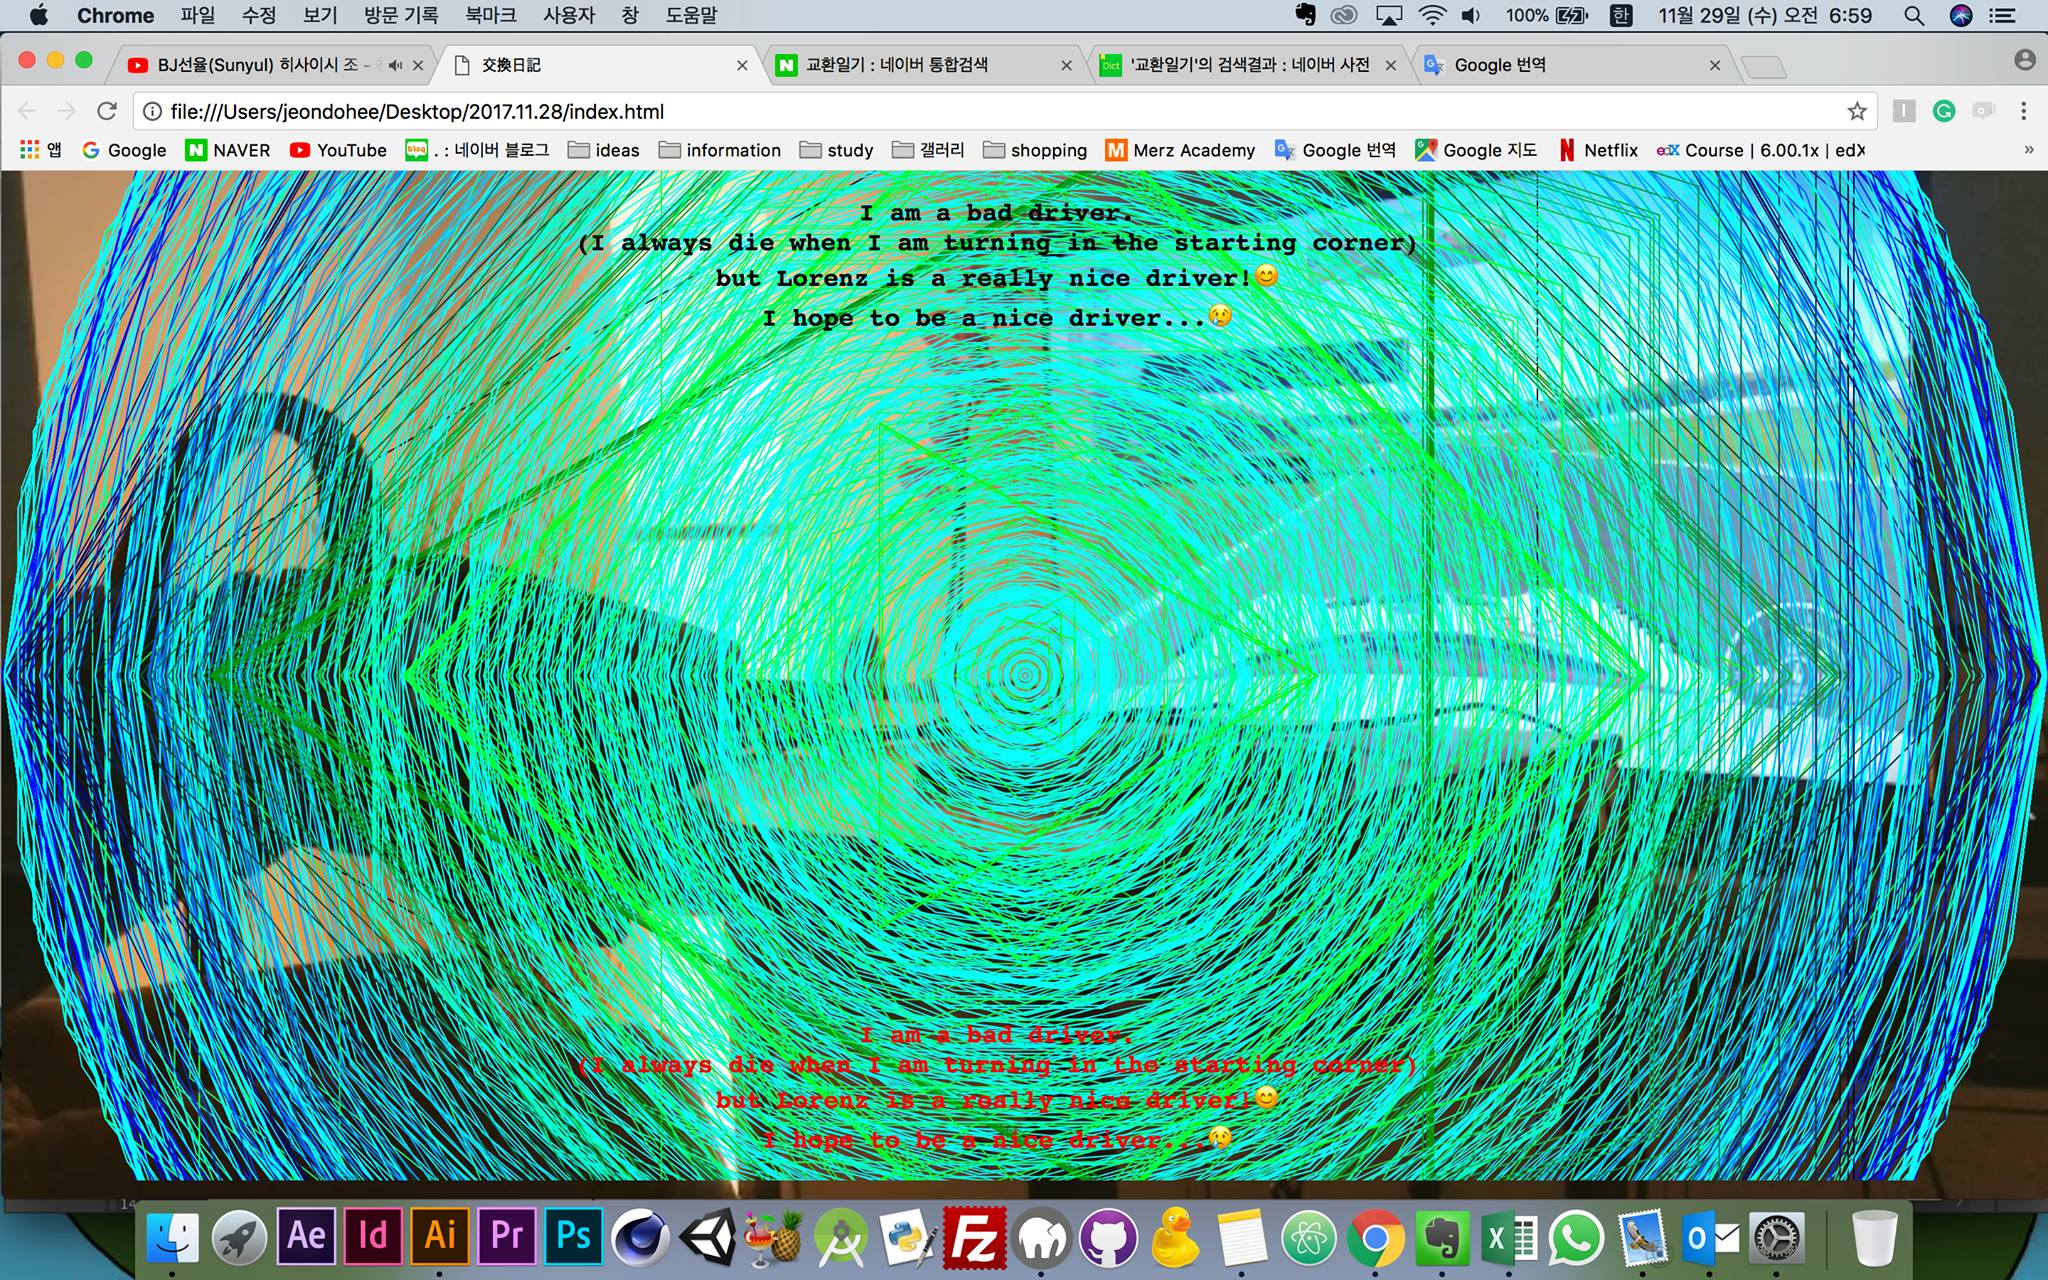 Chrome 파일 수정 보기 방문 기록 북마크 사용자 창 도움말 100% 한 11월 29일 (수) 오전 6:59
BJ선율(Sunyul) 히사이시 조 - 交換日記 교환일기 : 네이버 통합검색 Dict '교환일기'의 검색결과 : 네이버 사전 Google 번역
file:///Users/jeondohee/Desktop/2017.11.28/index.html
앱 Google NAVER YouTube blog . : 네이버 블로그 ideas information study 갤러리 shopping Merz Academy Google 번역 Google 지도 Netflix edX Course | 6.00.1x | edX »
I am a bad driver.
(I always die when I am turning in the starting corner)
but Lorenz is a really nice driver!😊
I hope to be a nice driver...😢
I am a bad driver.
(I always die when I am turning in the starting corner)
but Lorenz is a really nice driver!😊
I hope to be a nice driver...😢
14
Ae Id Ai Pr Ps Fz